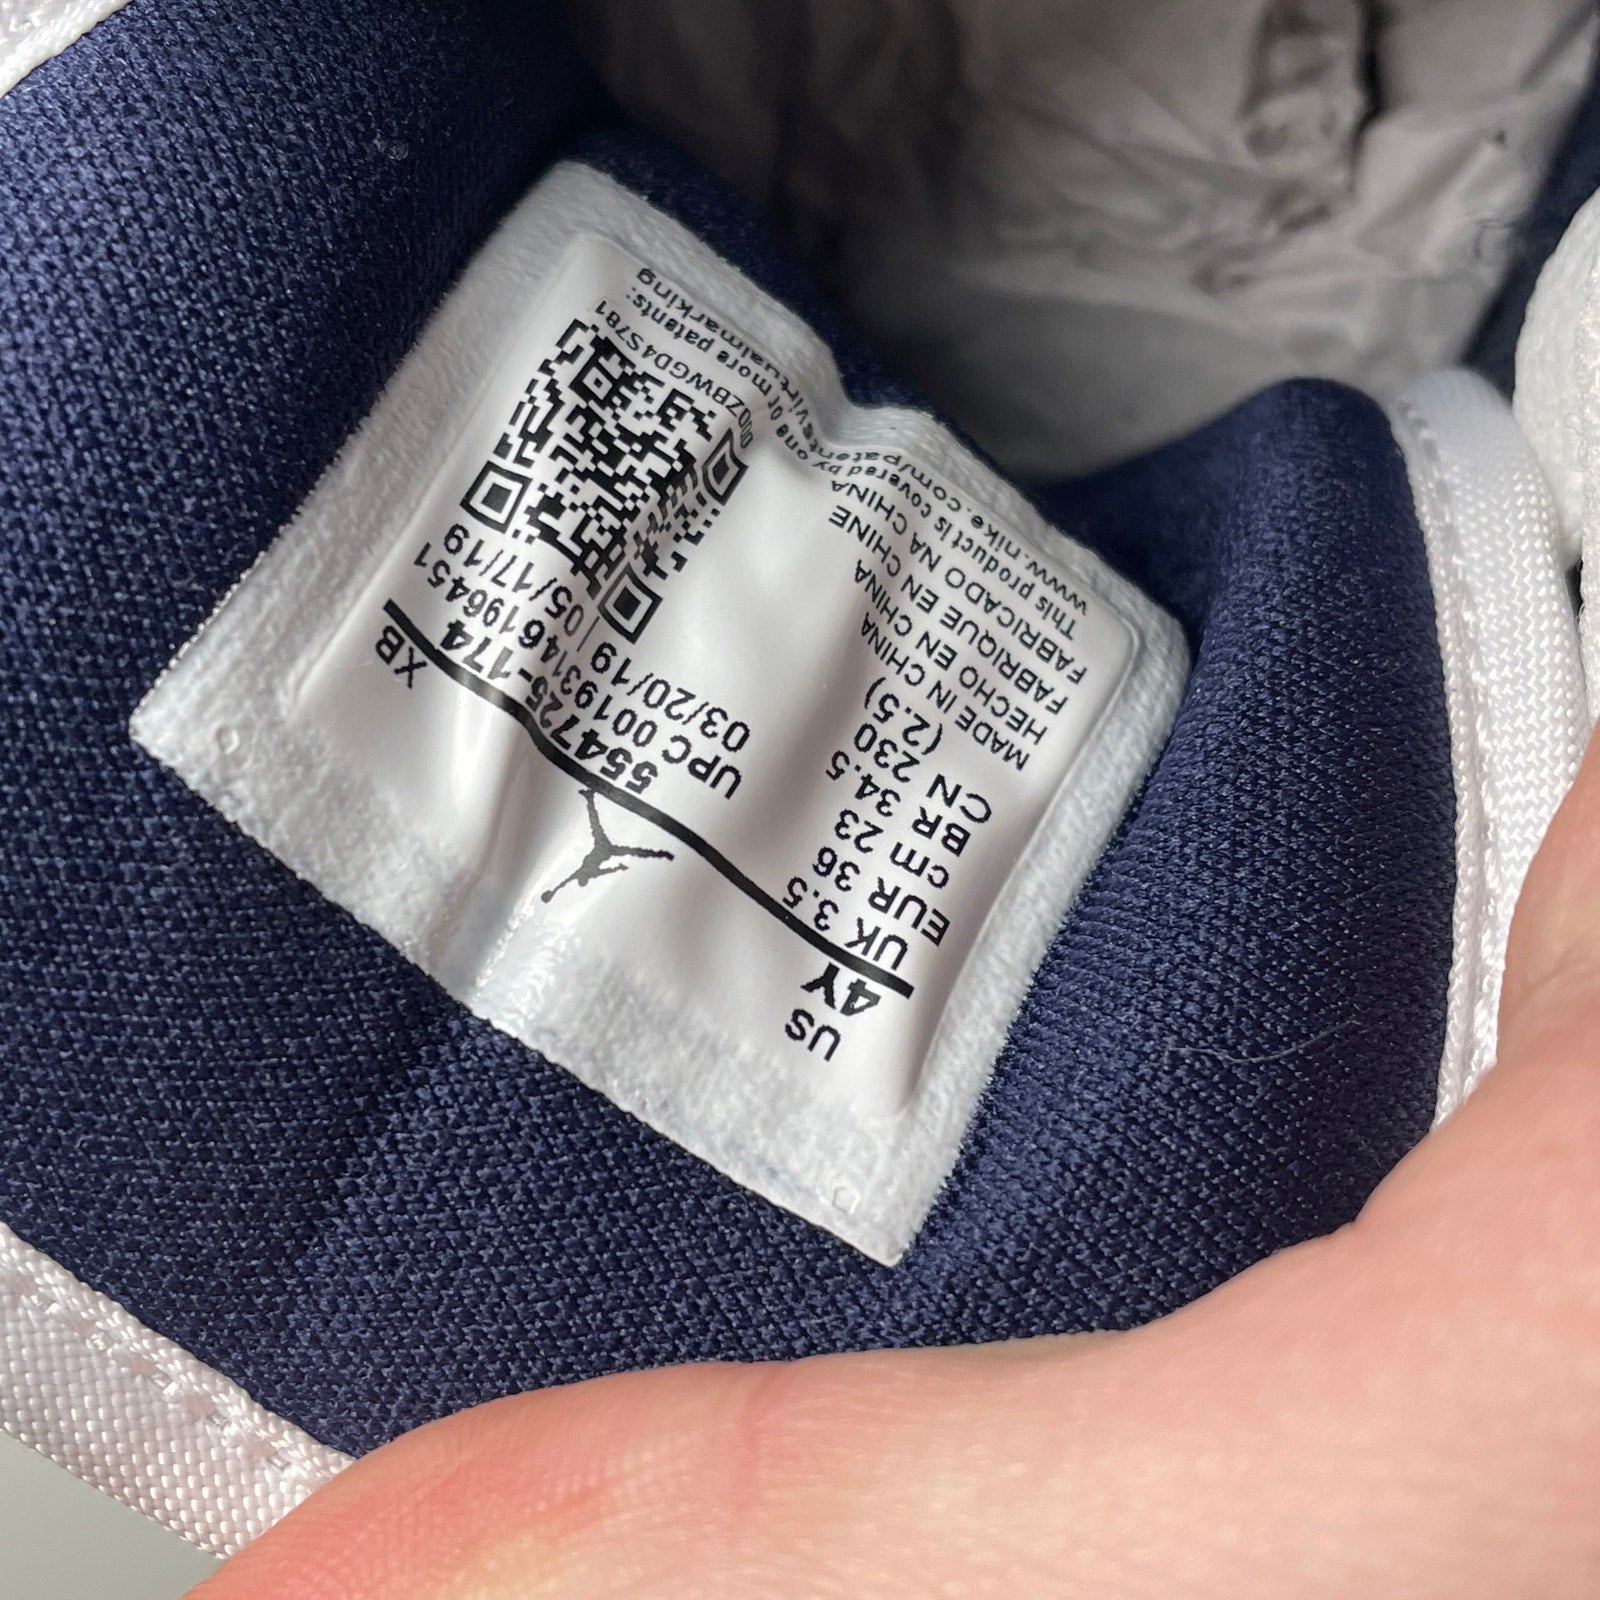 US
4Y
XB
UK 3.5
EUR 36
cm 23
BR 34.5
CN 230
(2.5)
554725-174
UPC 00193146196451
03/20/19 | 05/17/19
MADE IN CHINA
HECHO EN CHINA
FABRIQUE EN CHINE
FABRICADO NA CHINA
This product is covered by one or more patents:
www.nike.com/patentsvirtualmarking